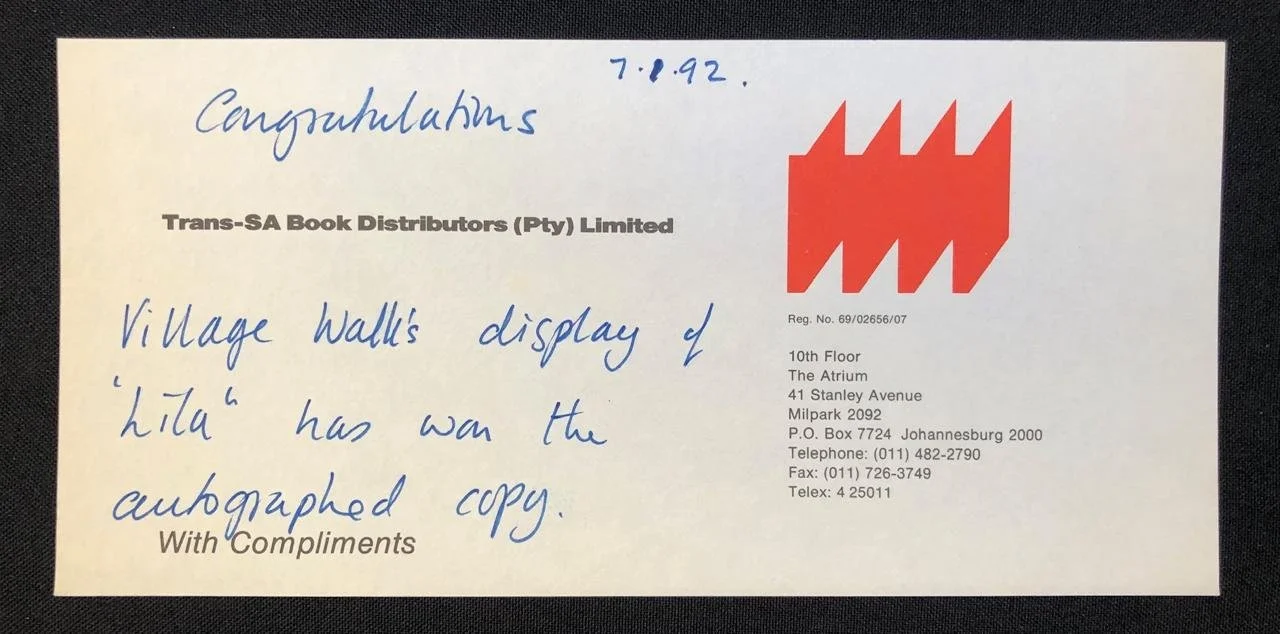 7.1.92.
Congratulations
Trans-SA Book Distributors (Pty) Limited
Village Walk's display of
"Lila" has won the
autographed copy.
With Compliments
Reg. No. 69/02656/07
10th Floor
The Atrium
41 Stanley Avenue
Milpark 2092
P.O. Box 7724 Johannesburg 2000
Telephone: (011) 482-2790
Fax: (011) 726-3749
Telex: 4 25011